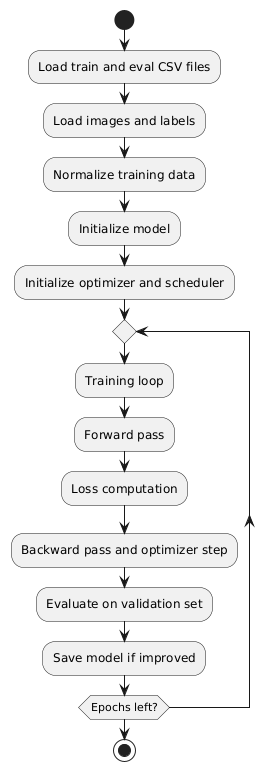 Load train and eval CSV files
Load images and labels
Normalize training data
Initialize model
Initialize optimizer and scheduler
Training loop
Forward pass
Loss computation
Backward pass and optimizer step
Evaluate on validation set
Save model if improved
Epochs left?